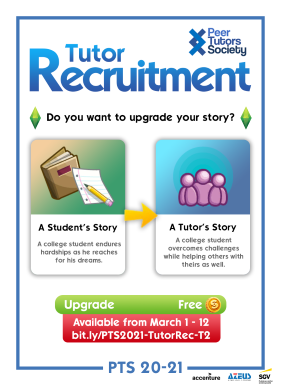 Peer
Tutors
Society
Tutor
Recruitment
Do you want to upgrade your story?
A Student's Story
A college student endures
hardships as he reaches
for his dreams.
A Tutor's Story
A college student
overcomes challenges
while helping others with
theirs as well.
Upgrade Free S
Available from March 1 - 12
bit.ly/PTS2021-TutorRec-T2
PTS 20-21
accenture
AZEUS
SGV